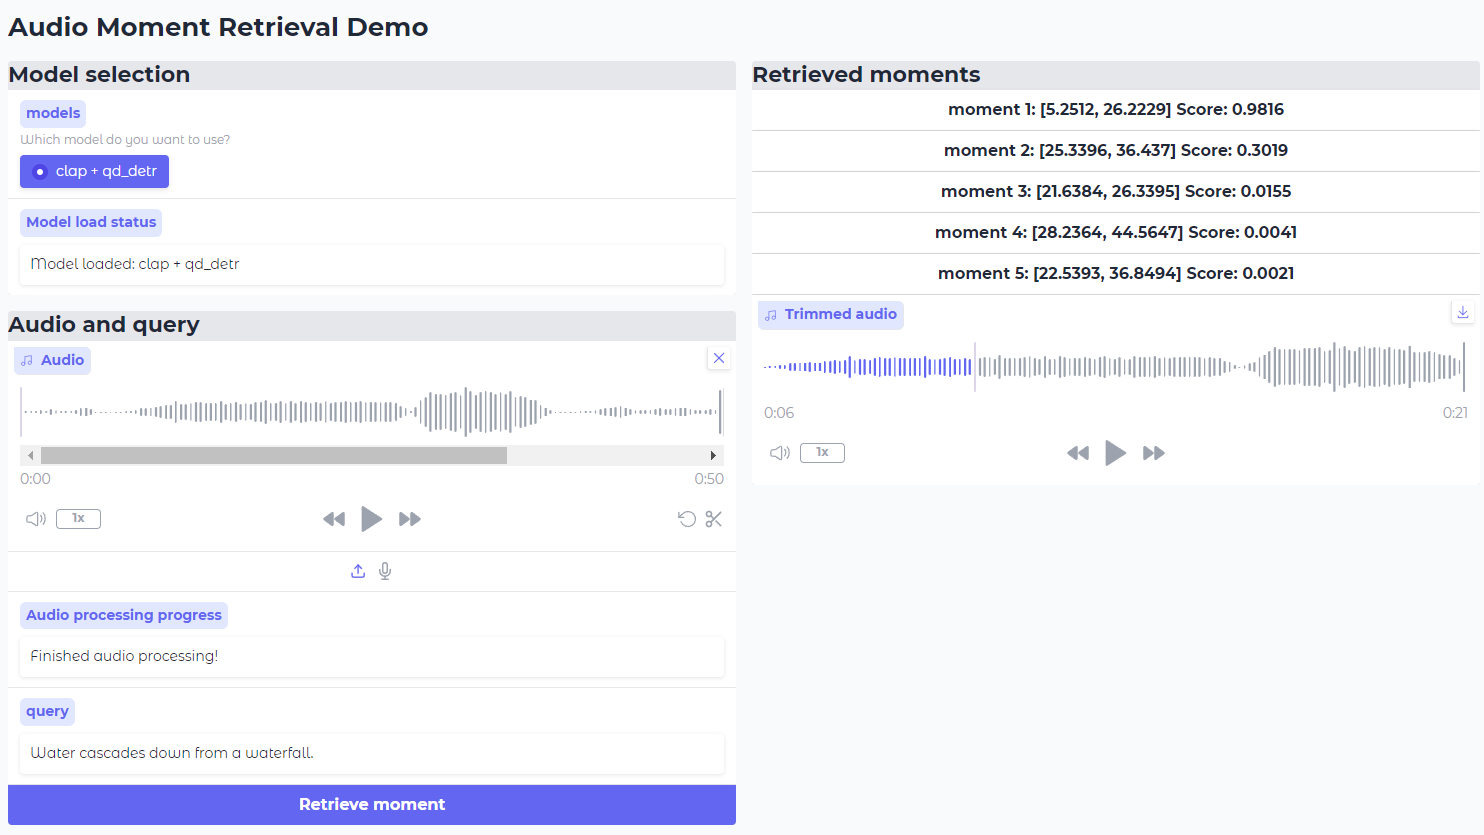 Audio Moment Retrieval Demo
Model selection
models
Which model do you want to use?
clap + qd_detr
Model load status
Model loaded: clap + qd_detr
Audio and query
Audio
0:00
0:50
1x
Audio processing progress
Finished audio processing!
query
Water cascades down from a waterfall.
Retrieve moment
Retrieved moments
moment 1: [5.2512, 26.2229] Score: 0.9816
moment 2: [25.3396, 36.437] Score: 0.3019
moment 3: [21.6384, 26.3395] Score: 0.0155
moment 4: [28.2364, 44.5647] Score: 0.0041
moment 5: [22.5393, 36.8494] Score: 0.0021
Trimmed audio
0:06
0:21
1x